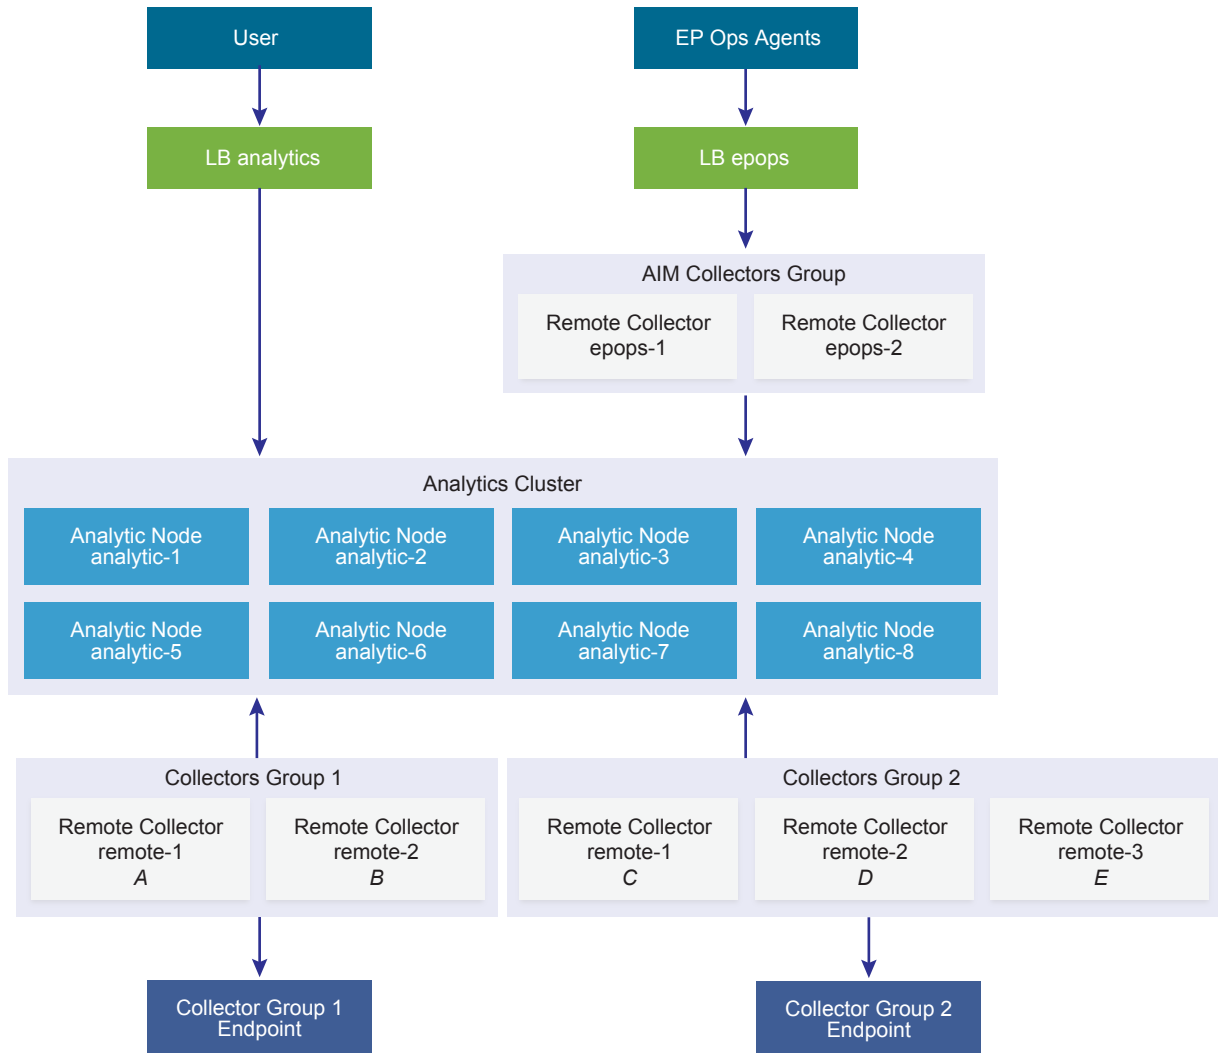 User
EP Ops Agents
LB analytics
LB epops
AIM Collectors Group
Remote Collector
epops-1
Remote Collector
epops-2
Analytics Cluster
Analytic Node
analytic-1
Analytic Node
analytic-2
Analytic Node
analytic-3
Analytic Node
analytic-4
Analytic Node
analytic-5
Analytic Node
analytic-6
Analytic Node
analytic-7
Analytic Node
analytic-8
Collectors Group 1
Remote Collector
remote-1
A
Remote Collector
remote-2
B
Collectors Group 2
Remote Collector
remote-1
C
Remote Collector
remote-2
D
Remote Collector
remote-3
E
Collector Group 1
Endpoint
Collector Group 2
Endpoint